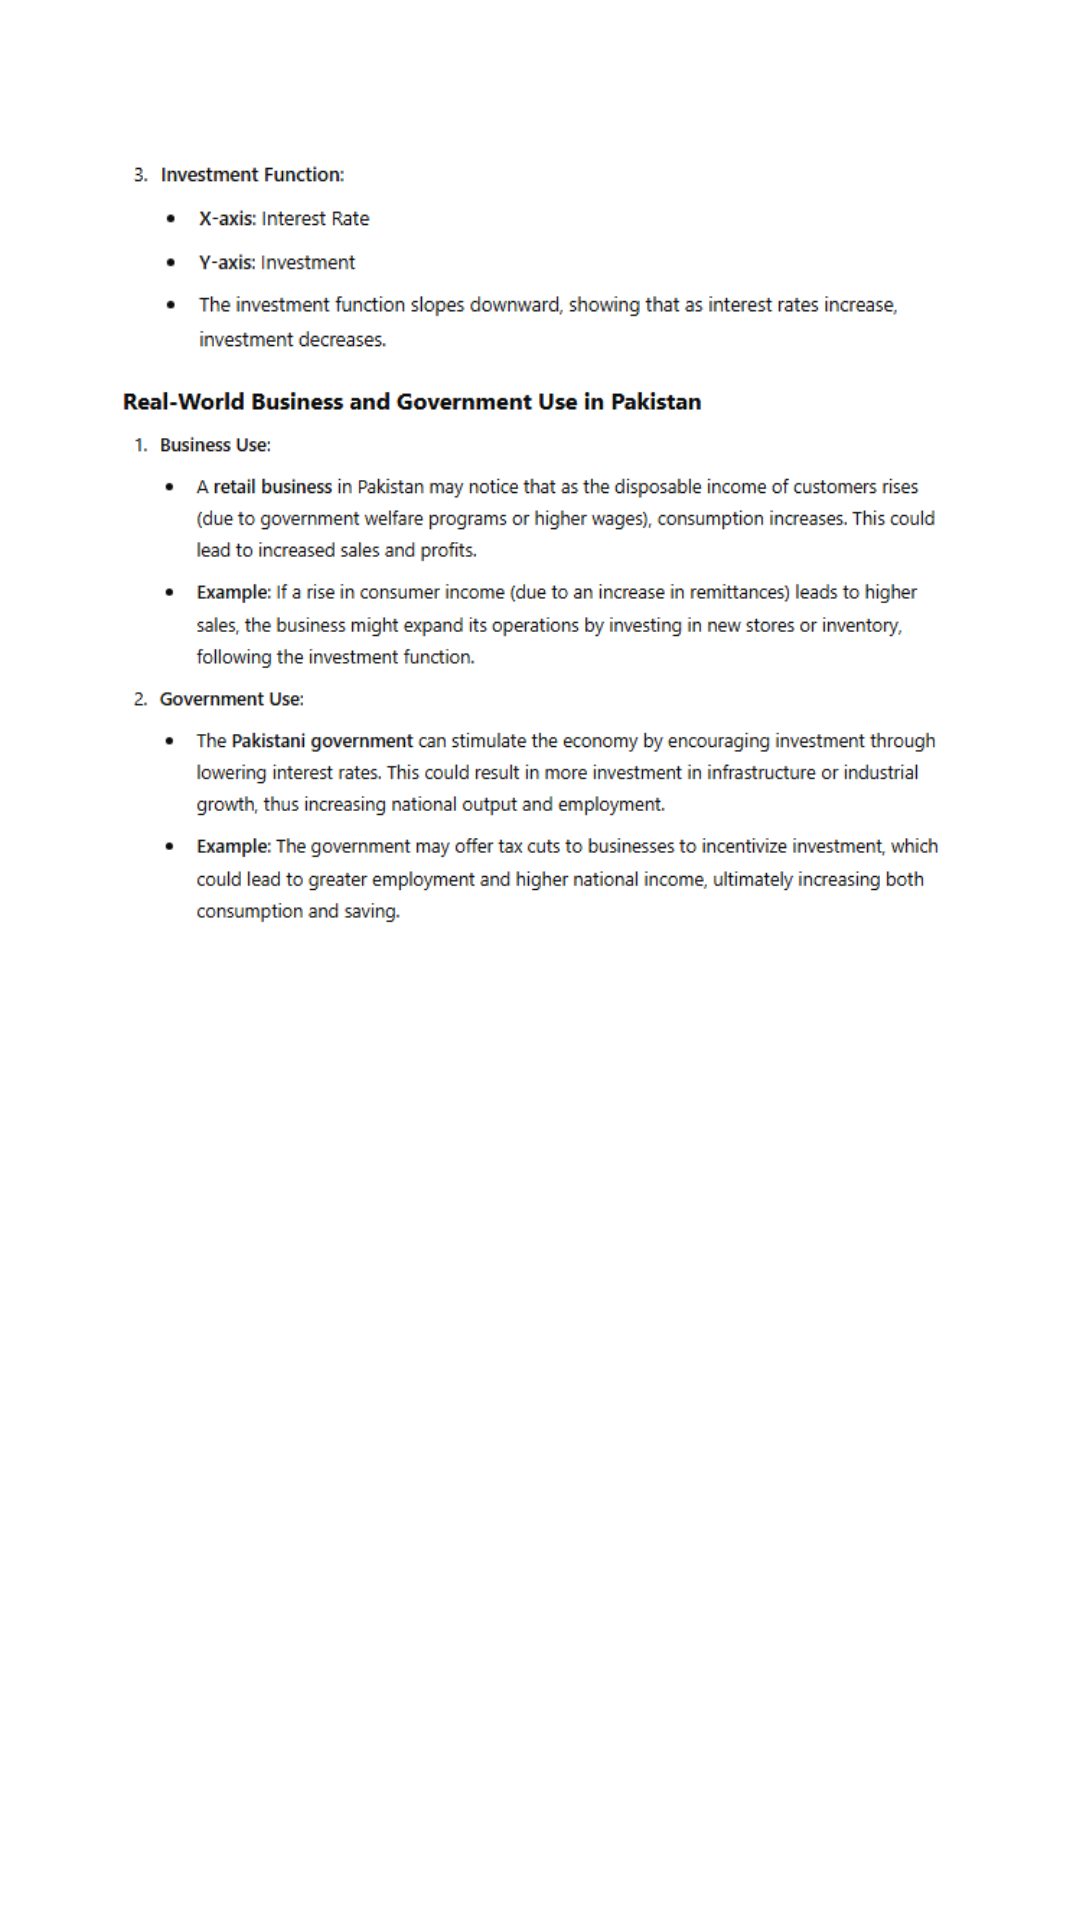 3. Investment Function:
• X-axis: Interest Rate
• Y-axis: Investment
• The investment function slopes downward, showing that as interest rates increase,
investment decreases.
Real-World Business and Government Use in Pakistan
1. Business Use:
• A retail business in Pakistan may notice that as the disposable income of customers rises
(due to government welfare programs or higher wages), consumption increases. This could
lead to increased sales and profits.
• Example: If a rise in consumer income (due to an increase in remittances) leads to higher
sales, the business might expand its operations by investing in new stores or inventory,
following the investment function.
2. Government Use:
• The Pakistani government can stimulate the economy by encouraging investment through
lowering interest rates. This could result in more investment in infrastructure or industrial
growth, thus increasing national output and employment.
• Example: The government may offer tax cuts to businesses to incentivize investment, which
could lead to greater employment and higher national income, ultimately increasing both
consumption and saving.